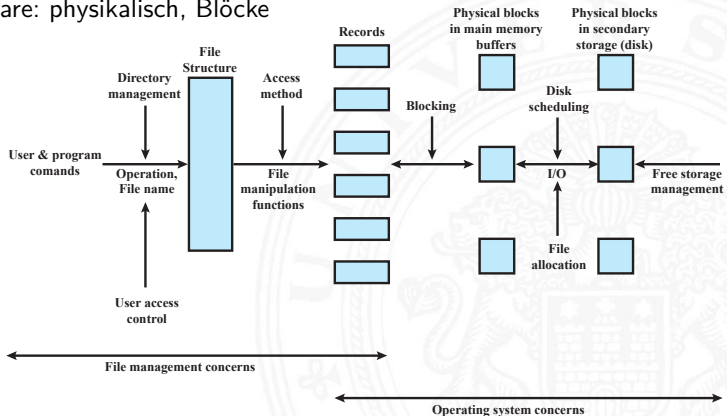 are: physikalisch, Blöcke
Records
Physical blocks
in main memory
buffers
Physical blocks
in secondary
storage (disk)
File
Structure
Directory
management
Access
method
Blocking
Disk
scheduling
User & program
comands
Operation,
File name
File
manipulation
functions
I/O
Free storage
management
File
allocation
User access
control
File management concerns
Operating system concerns